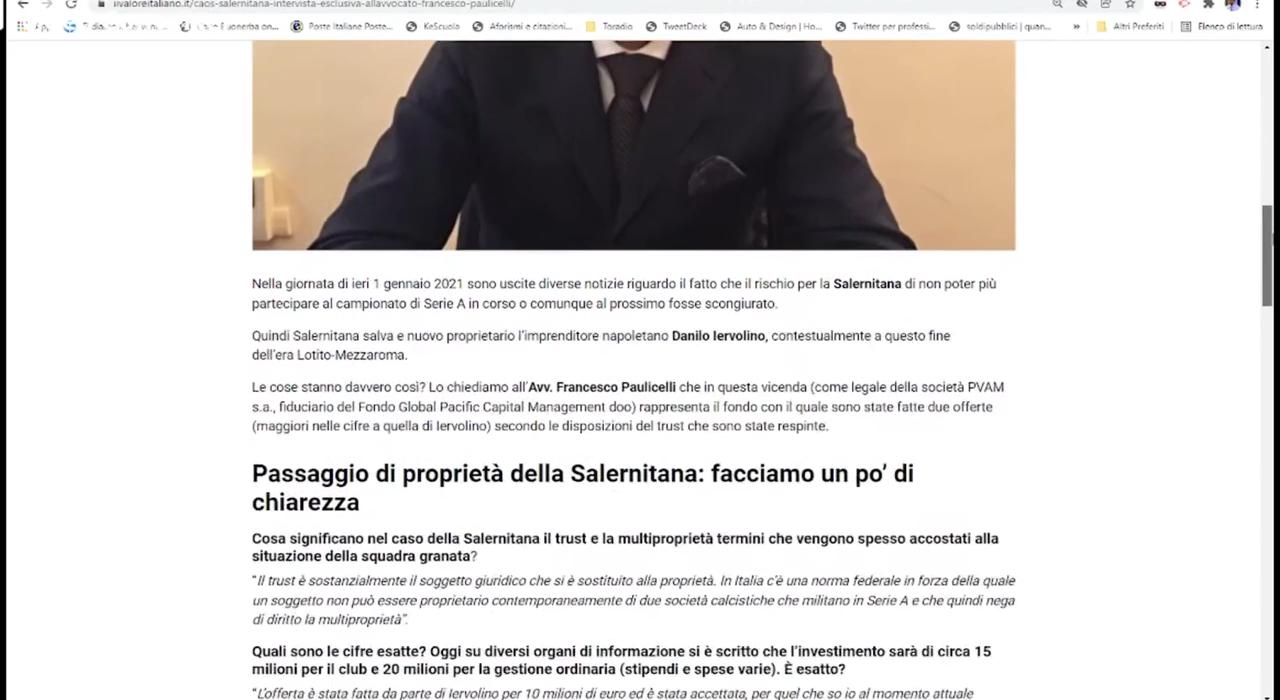 iivaloreitaliano.it/caos-salernitana-intervista-esclusiva-allavvocato-francesco-paulicelli/
Poste Italiane Poste... KeScuola Aforismi e citazioni... Toradio TweetDeck Auto & Design | Ho... Twitter per professi... soldipubblici | quan... » Altri Preferiti Elenco di lettura
Nella giornata di ieri 1 gennaio 2021 sono uscite diverse notizie riguardo il fatto che il rischio per la Salernitana di non poter più
partecipare al campionato di Serie A in corso o comunque al prossimo fosse scongiurato.
Quindi Salernitana salva e nuovo proprietario l'imprenditore napoletano Danilo Iervolino, contestualmente a questo fine
dell'era Lotito-Mezzaroma.
Le cose stanno davvero così? Lo chiediamo all'Avv. Francesco Paulicelli che in questa vicenda (come legale della società PVAM
s.a., fiduciario del Fondo Global Pacific Capital Management doo) rappresenta il fondo con il quale sono state fatte due offerte
(maggiori nelle cifre a quella di Iervolino) secondo le disposizioni del trust che sono state respinte.
Passaggio di proprietà della Salernitana: facciamo un po' di
chiarezza
Cosa significano nel caso della Salernitana il trust e la multiproprietà termini che vengono spesso accostati alla
situazione della squadra granata?
"Il trust è sostanzialmente il soggetto giuridico che si è sostituito alla proprietà. In Italia c'è una norma federale in forza della quale
un soggetto non può essere proprietario contemporaneamente di due società calcistiche che militano in Serie A e che quindi nega
di diritto la multiproprietà".
Quali sono le cifre esatte? Oggi su diversi organi di informazione si è scritto che l'investimento sarà di circa 15
milioni per il club e 20 milioni per la gestione ordinaria (stipendi e spese varie). È esatto?
"L'offerta è stata fatta da parte di Iervolino per 10 milioni di euro ed è stata accettata, per quel che so io al momento attuale